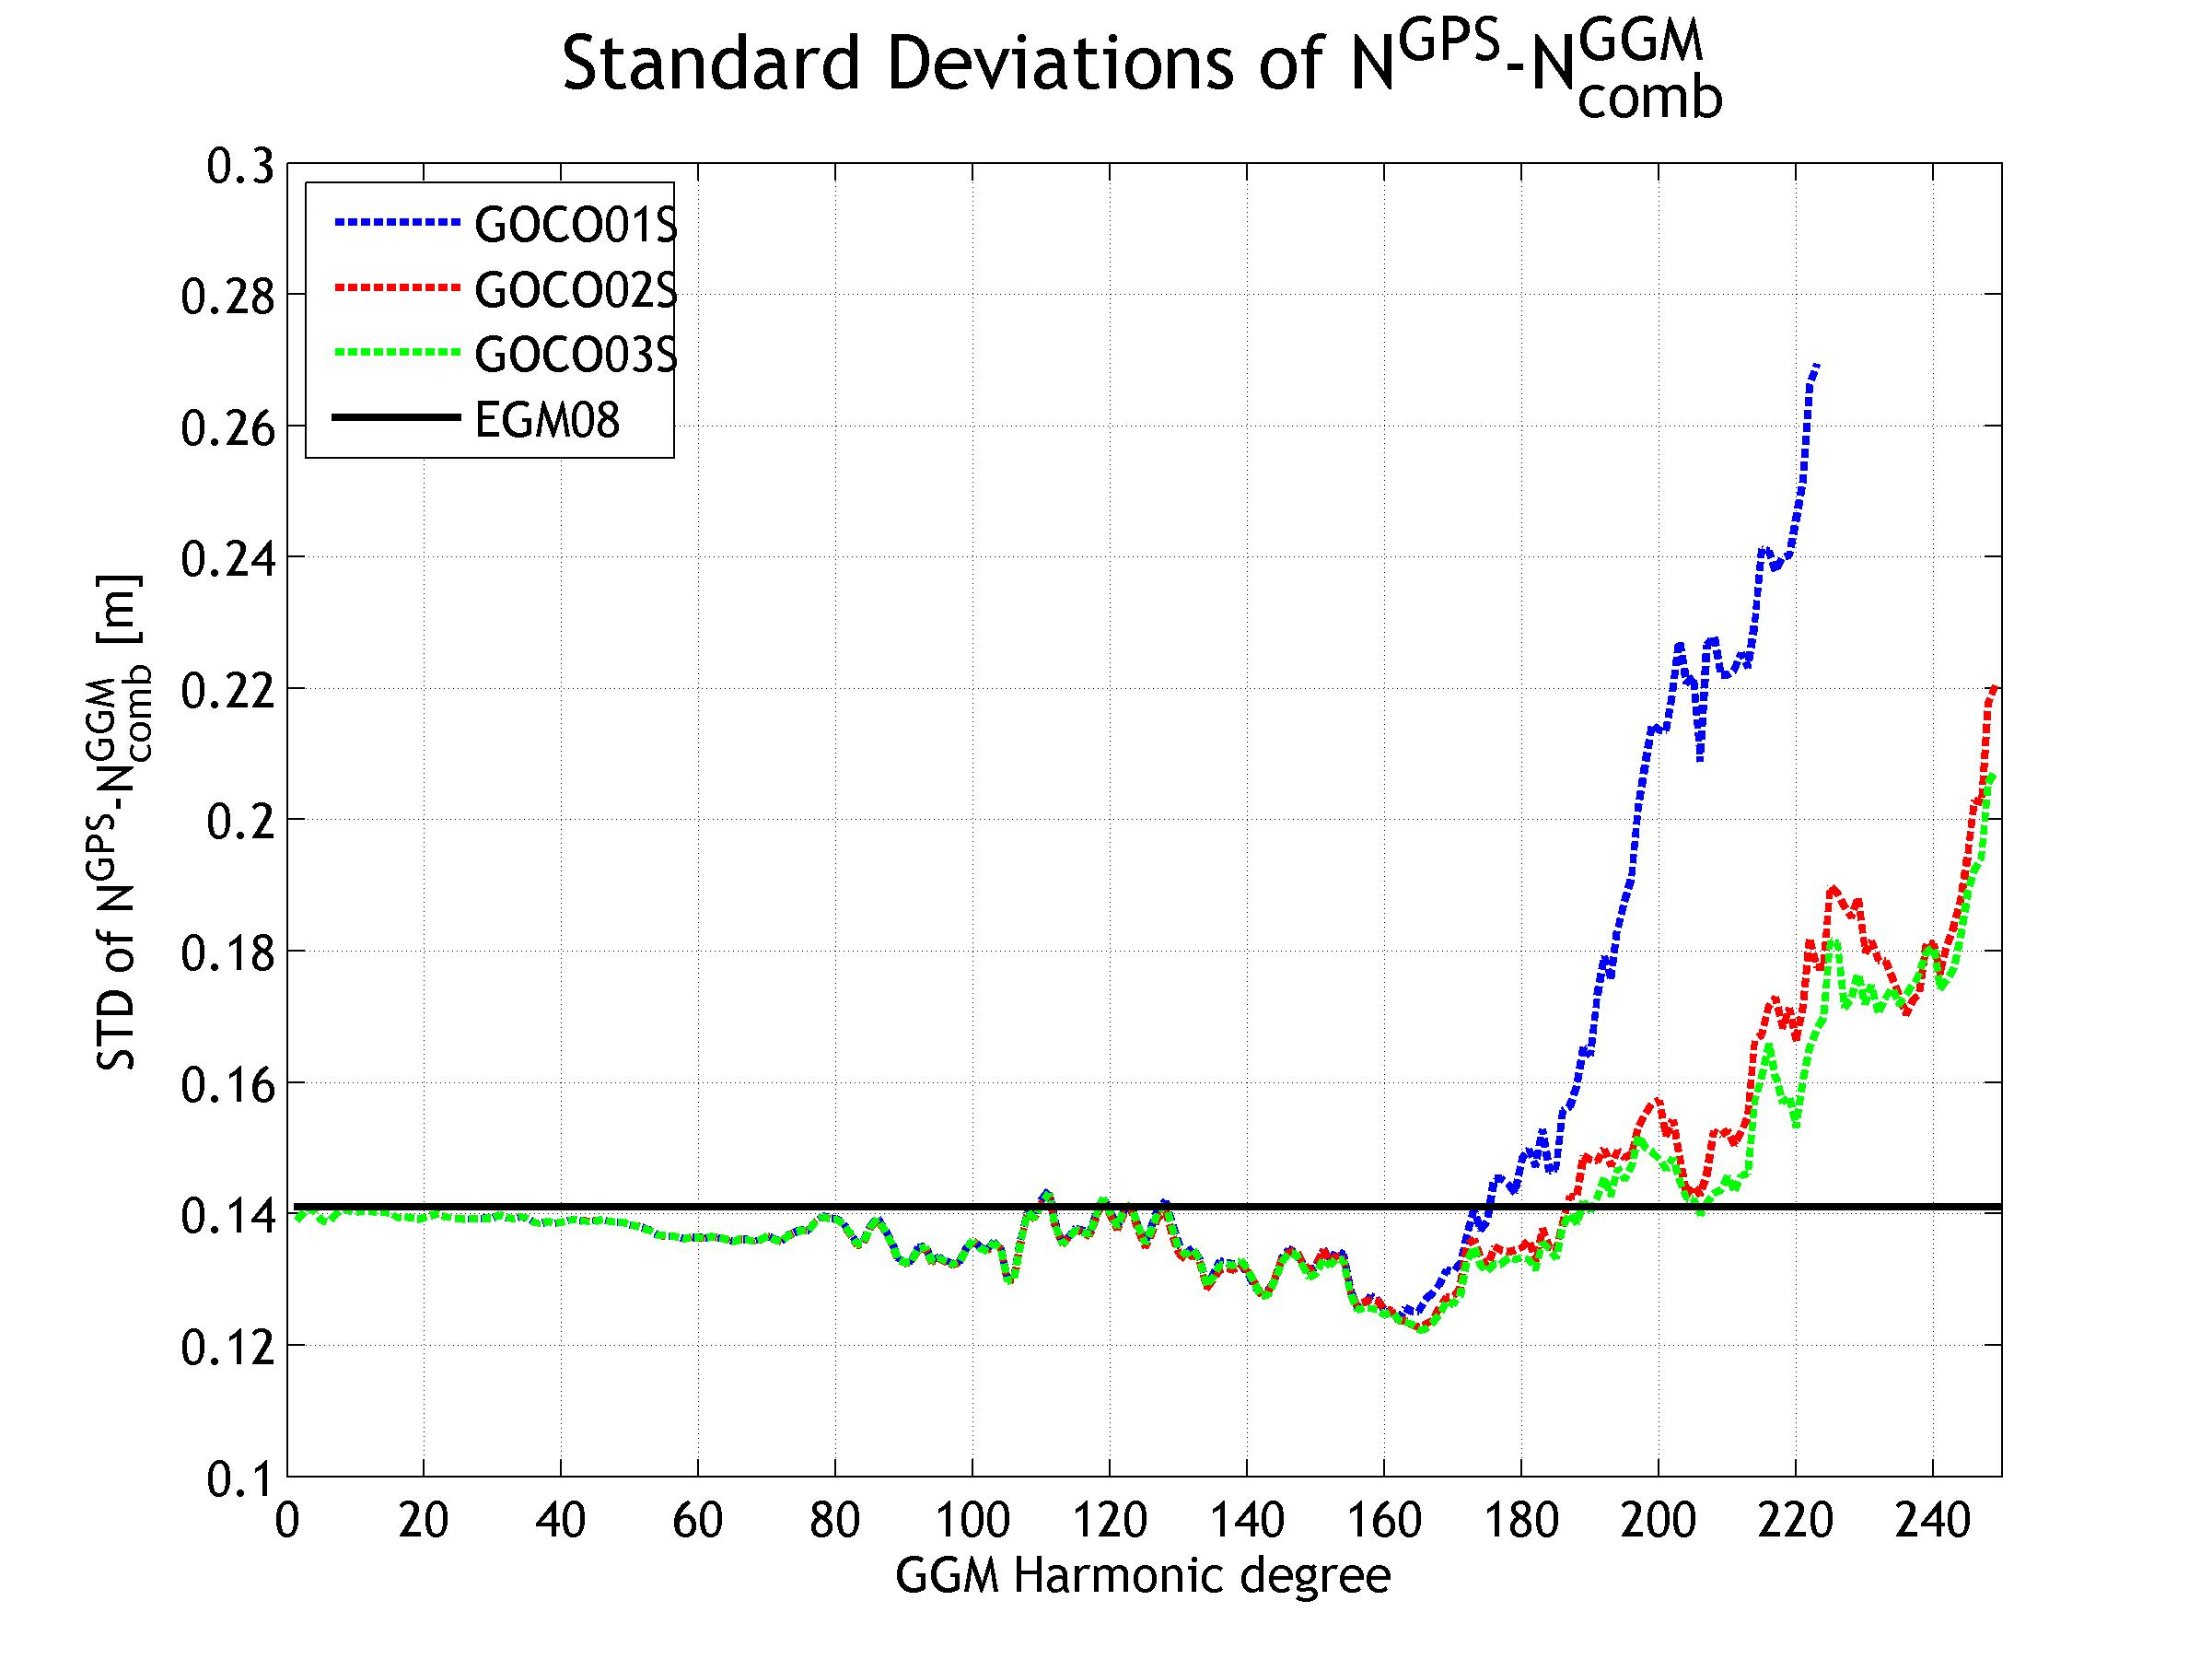 Standard Deviations of N^GPS-N^GGM_comb
0.3
0.28
0.26
0.24
0.22
0.2
0.18
0.16
0.14
0.12
0.1
STD of N^GPS-N^GGM_comb [m]
GOCO01S
GOCO02S
GOCO03S
EGM08
0 20 40 60 80 100 120 140 160 180 200 220 240
GGM Harmonic degree